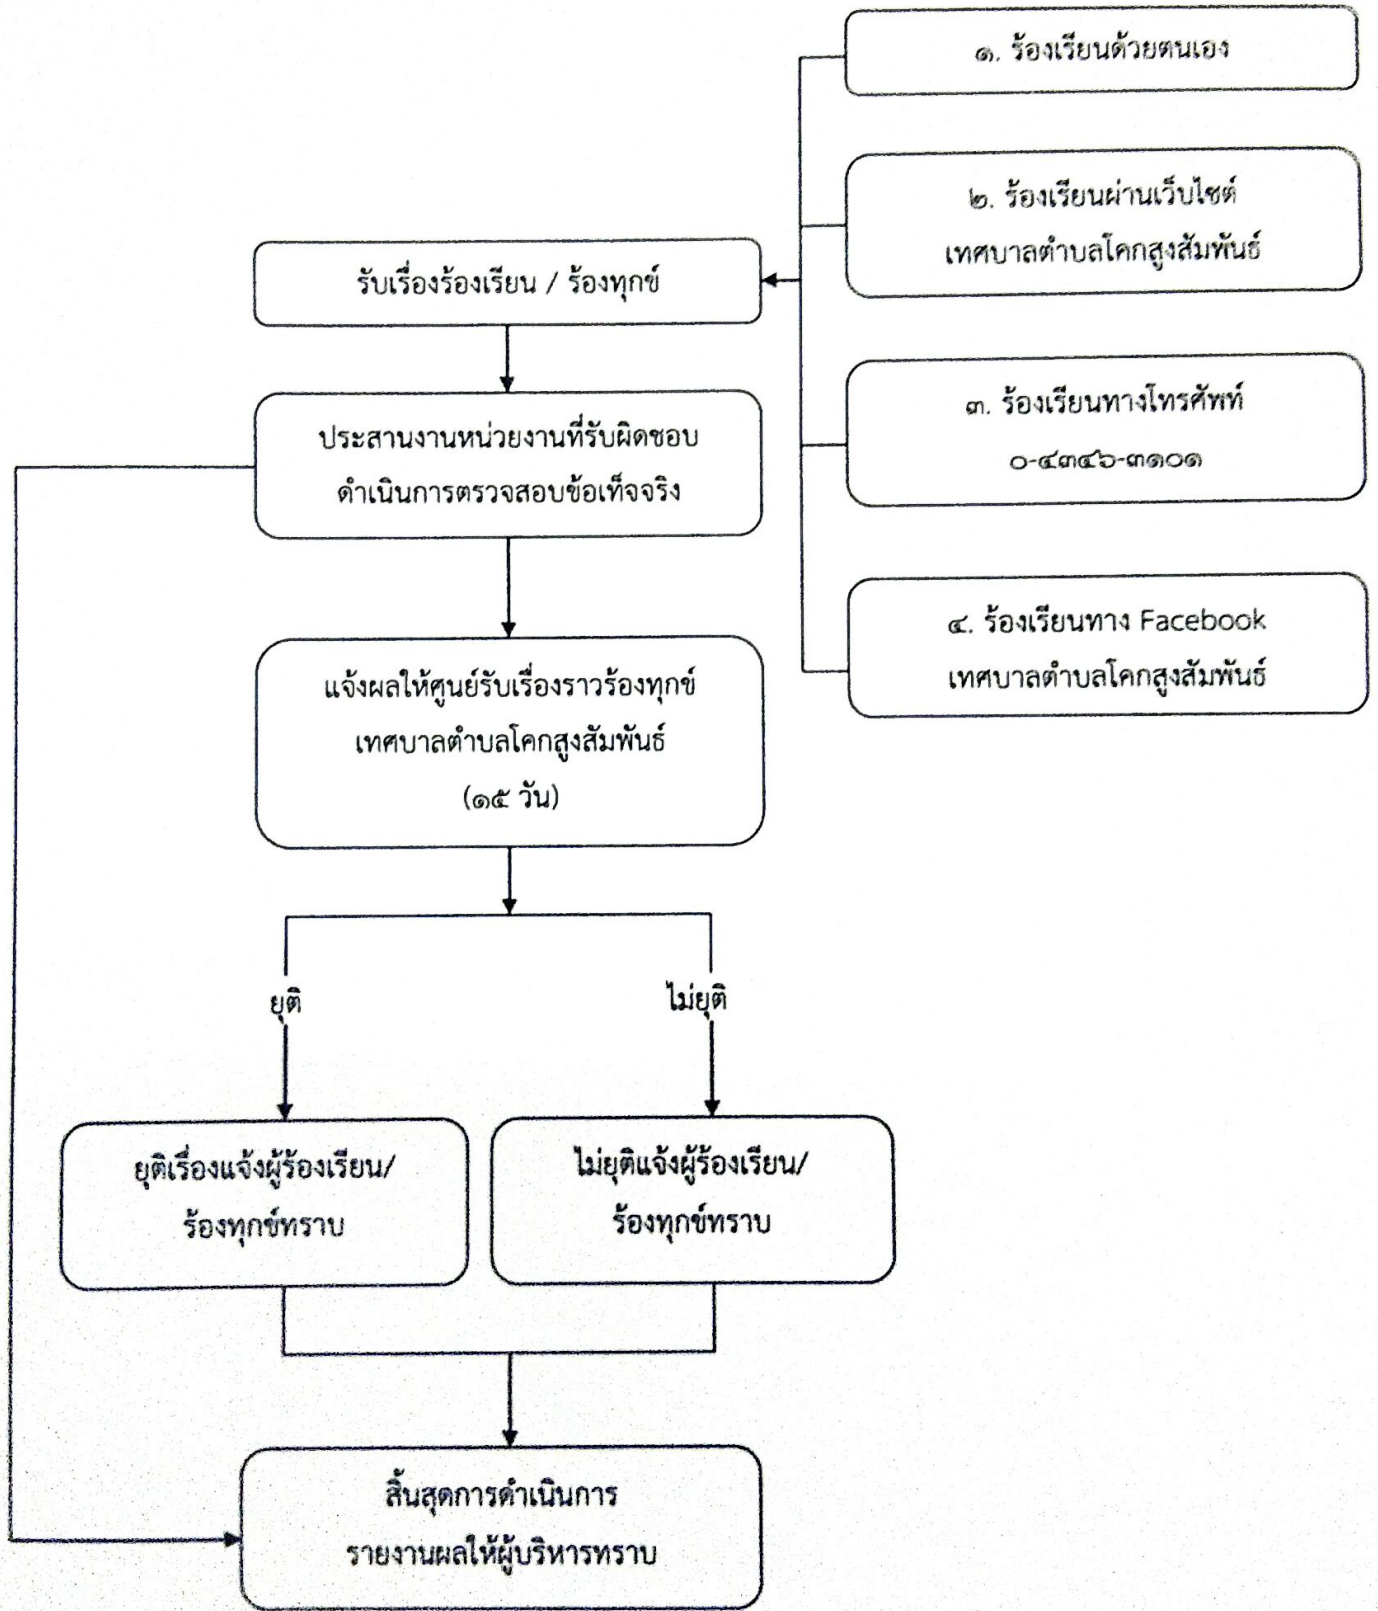 ๑. ร้องเรียนด้วยตนเอง
๒. ร้องเรียนผ่านเว็บไซต์
เทศบาลตำบลโคกสูงสัมพันธ์
รับเรื่องร้องเรียน / ร้องทุกข์
๓. ร้องเรียนทางโทรศัพท์
๐-๔๓๔๖-๓๑๐๑
ประสานงานหน่วยงานที่รับผิดชอบ
ดำเนินการตรวจสอบข้อเท็จจริง
๔. ร้องเรียนทาง Facebook
เทศบาลตำบลโคกสูงสัมพันธ์
แจ้งผลให้ศูนย์รับเรื่องราวร้องทุกข์
เทศบาลตำบลโคกสูงสัมพันธ์
(๑๕ วัน)
ยุติ
ไม่ยุติ
ยุติเรื่องแจ้งผู้ร้องเรียน/
ร้องทุกข์ทราบ
ไม่ยุติแจ้งผู้ร้องเรียน/
ร้องทุกข์ทราบ
สิ้นสุดการดำเนินการ
รายงานผลให้ผู้บริหารทราบ